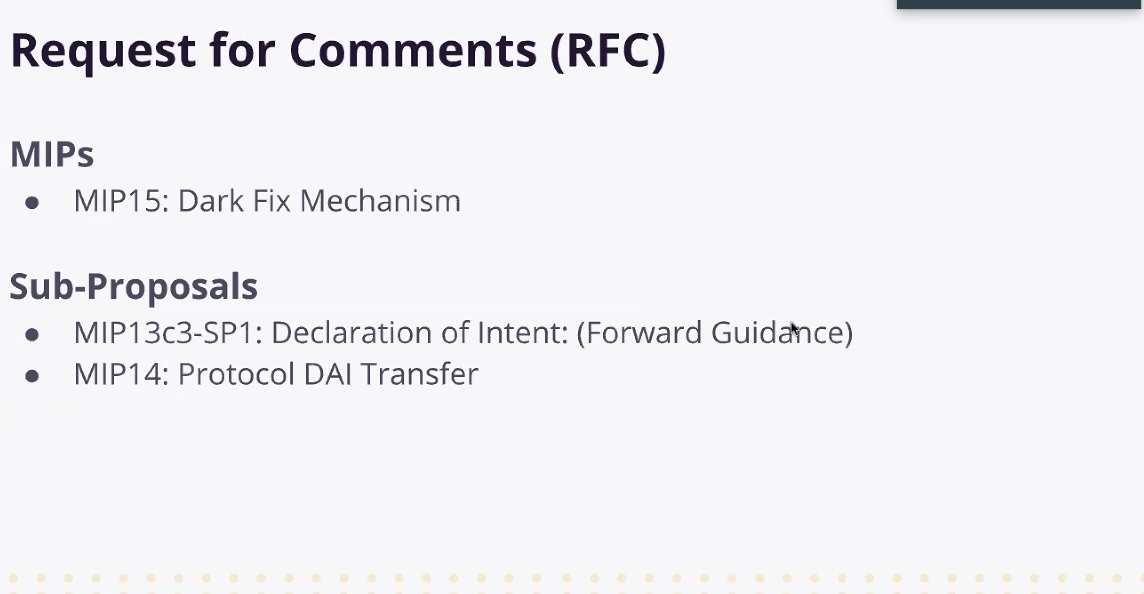 Request for Comments (RFC)
MIPs
● MIP15: Dark Fix Mechanism
Sub-Proposals
● MIP13c3-SP1: Declaration of Intent: (Forward Guidance)
● MIP14: Protocol DAI Transfer